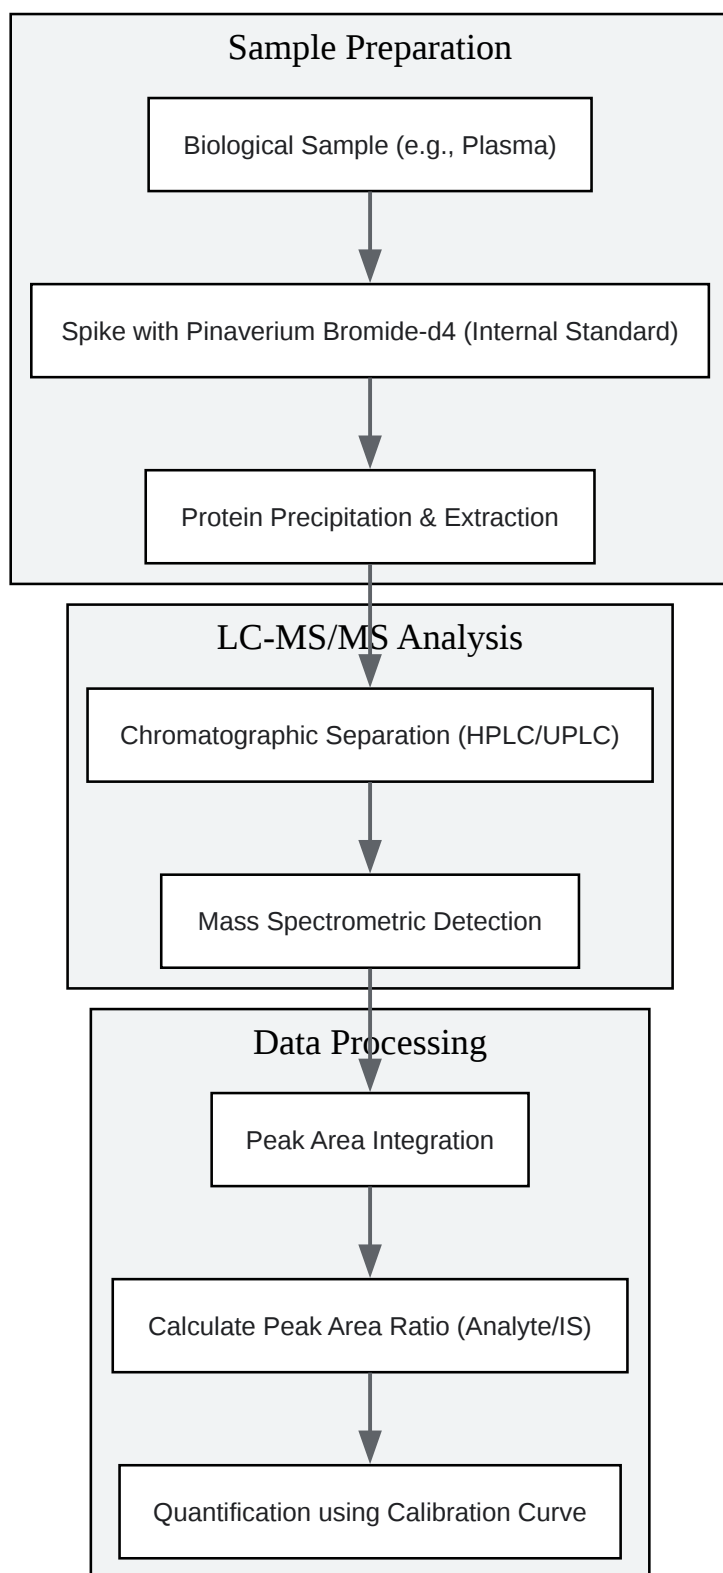 Sample Preparation
Biological Sample (e.g., Plasma)
Spike with Pinaverium Bromide-d4 (Internal Standard)
Protein Precipitation & Extraction
LC-MS/MS Analysis
Chromatographic Separation (HPLC/UPLC)
Mass Spectrometric Detection
Data Processing
Peak Area Integration
Calculate Peak Area Ratio (Analyte/IS)
Quantification using Calibration Curve